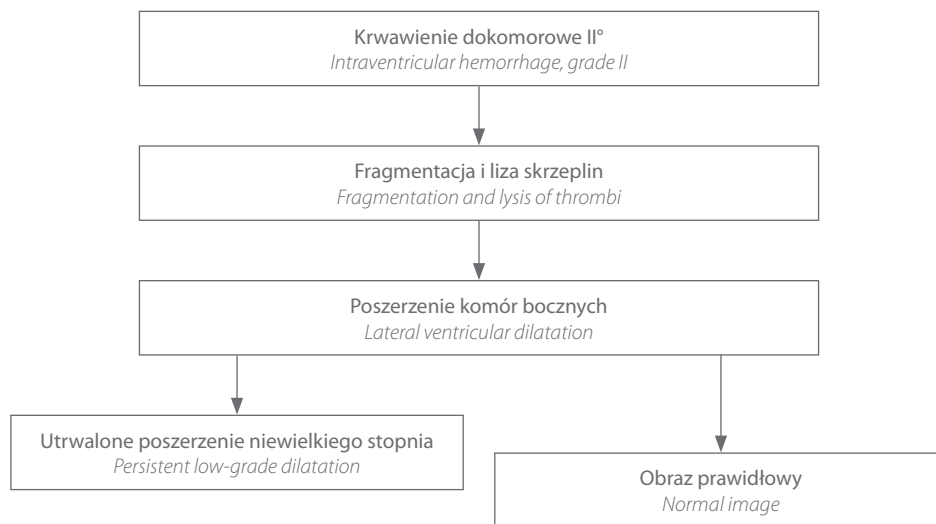 Krwawienie dokomorowe II°
Intraventricular hemorrhage, grade II
Fragmentacja i liza skrzeplin
Fragmentation and lysis of thrombi
Poszerzenie komór bocznych
Lateral ventricular dilatation
Utrwalone poszerzenie niewielkiego stopnia
Persistent low-grade dilatation
Obraz prawidłowy
Normal image